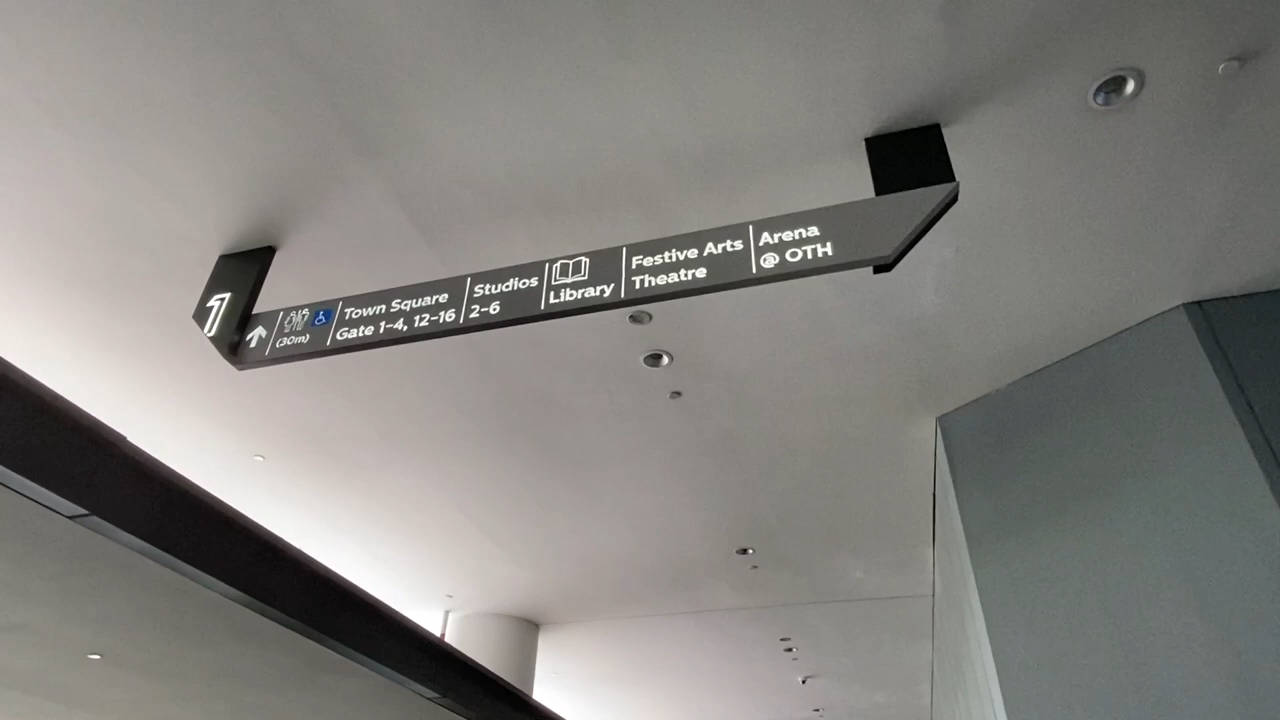 1
(30m)
Town Square
Gate 1-4, 12-16
Studios
2-6
Library
Festive Arts
Theatre
Arena
@ OTH